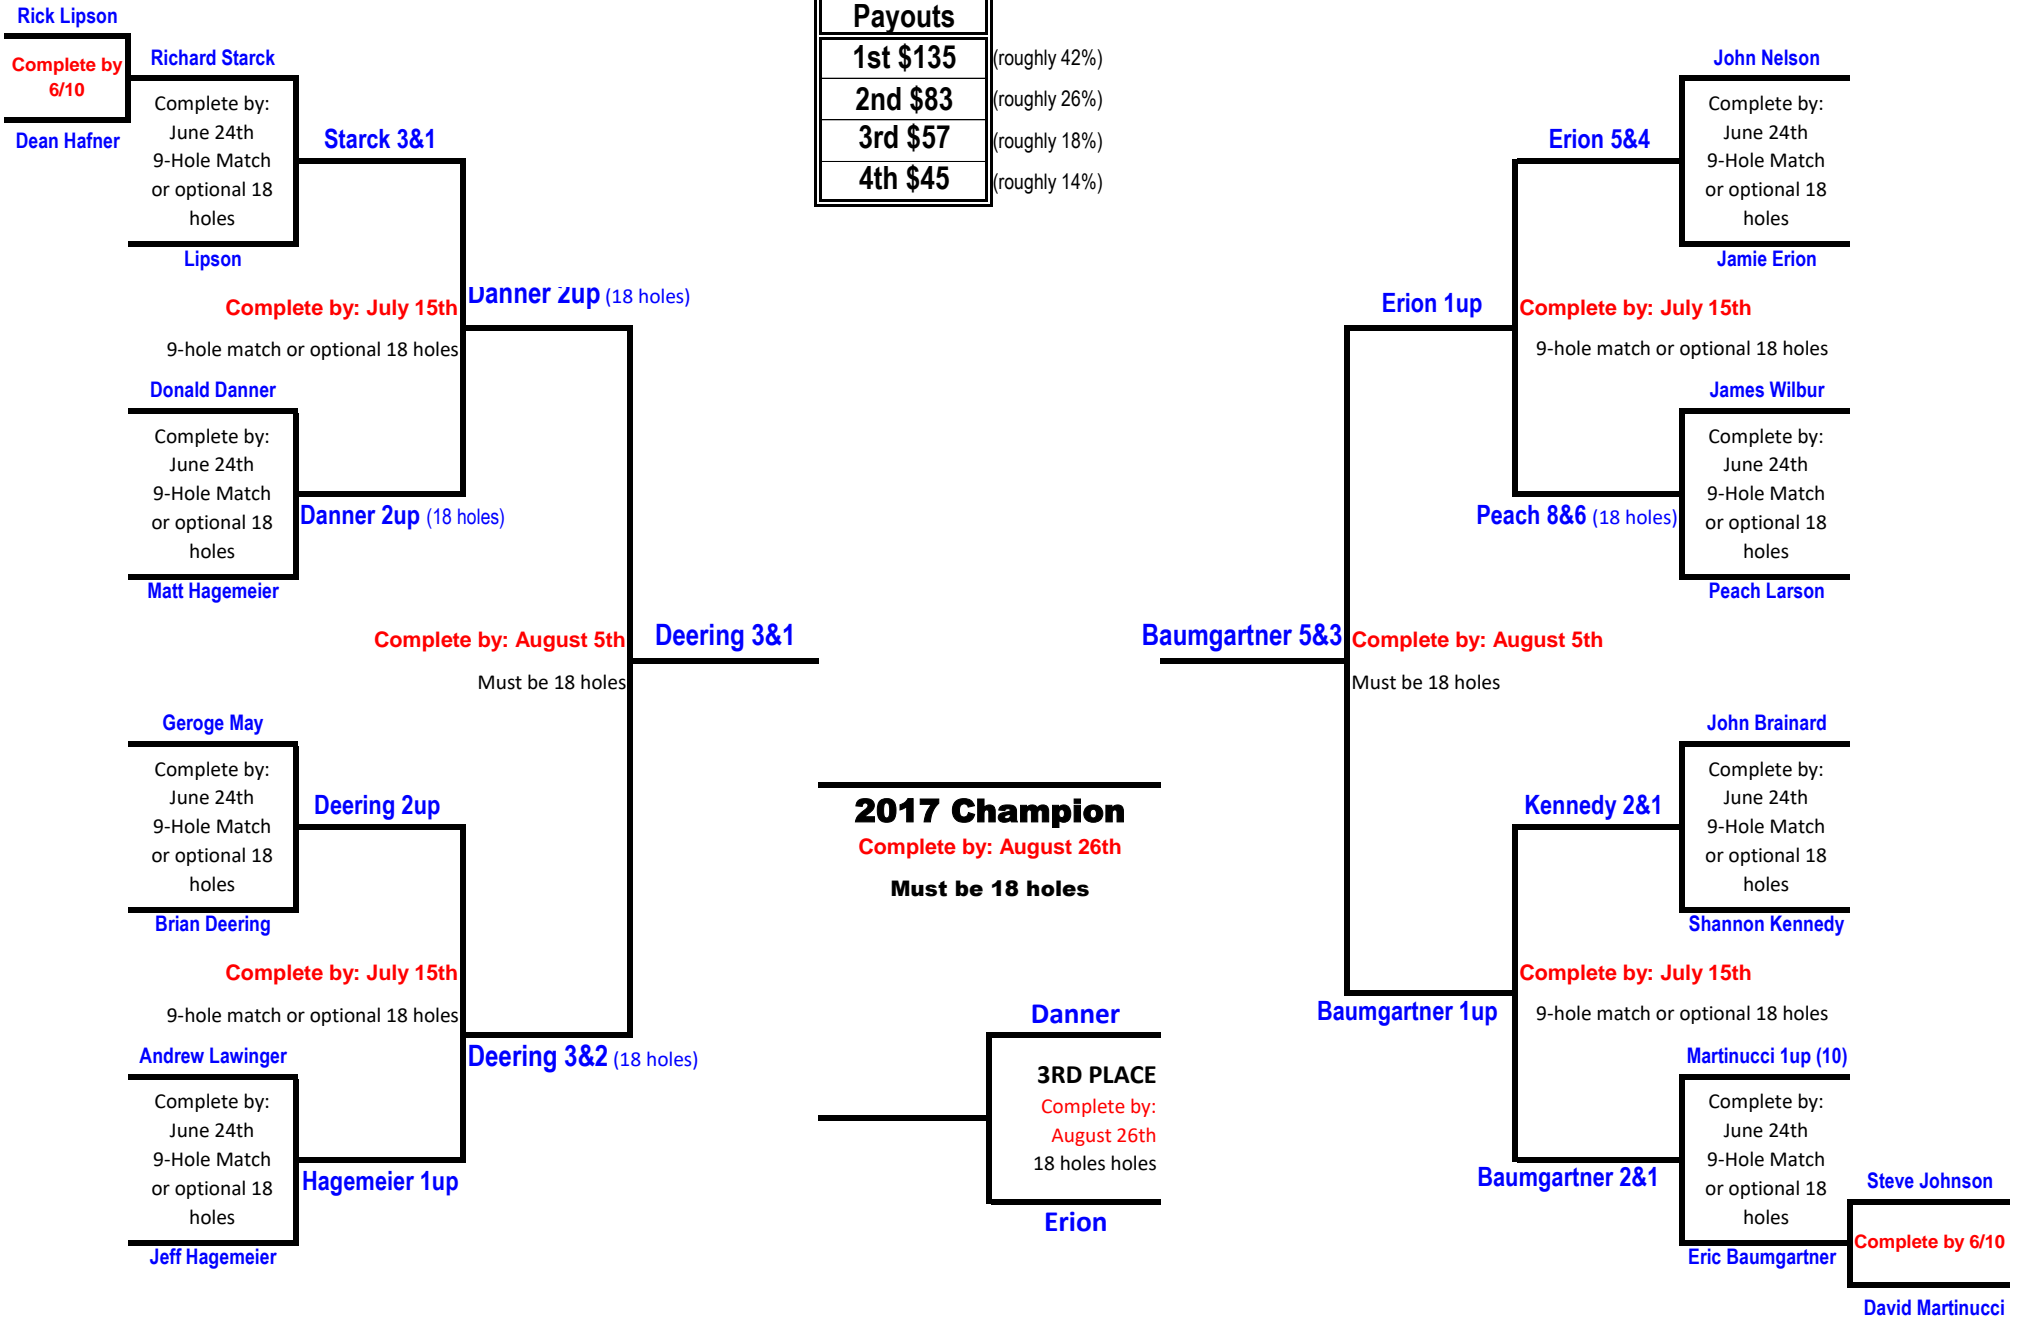 Rick Lipson
Complete by
6/10
Dean Hafner
Richard Starck
Complete by:
June 24th
9-Hole Match
or optional 18
holes
Lipson
Starck 3&1
Complete by: July 15th
9-hole match or optional 18 holes
Danner 2up (18 holes)
Donald Danner
Complete by:
June 24th
9-Hole Match
or optional 18
holes
Matt Hagemeier
Danner 2up (18 holes)
Complete by: August 5th
Must be 18 holes
Deering 3&1
Geroge May
Complete by:
June 24th
9-Hole Match
or optional 18
holes
Brian Deering
Deering 2up
Complete by: July 15th
9-hole match or optional 18 holes
Deering 3&2 (18 holes)
Andrew Lawinger
Complete by:
June 24th
9-Hole Match
or optional 18
holes
Jeff Hagemeier
Hagemeier 1up
Payouts
1st $135 (roughly 42%)
2nd $83 (roughly 26%)
3rd $57 (roughly 18%)
4th $45 (roughly 14%)
2017 Champion
Complete by: August 26th
Must be 18 holes
Danner
3RD PLACE
Complete by:
August 26th
18 holes holes
Erion
John Nelson
Complete by:
June 24th
9-Hole Match
or optional 18
holes
Jamie Erion
Erion 5&4
Erion 1up
Complete by: July 15th
9-hole match or optional 18 holes
James Wilbur
Complete by:
June 24th
9-Hole Match
or optional 18
holes
Peach Larson
Peach 8&6 (18 holes)
Baumgartner 5&3
Complete by: August 5th
Must be 18 holes
John Brainard
Complete by:
June 24th
9-Hole Match
or optional 18
holes
Shannon Kennedy
Kennedy 2&1
Baumgartner 1up
Complete by: July 15th
9-hole match or optional 18 holes
Martinucci 1up (10)
Complete by:
June 24th
9-Hole Match
or optional 18
holes
Eric Baumgartner
Baumgartner 2&1
Steve Johnson
Complete by 6/10
David Martinucci